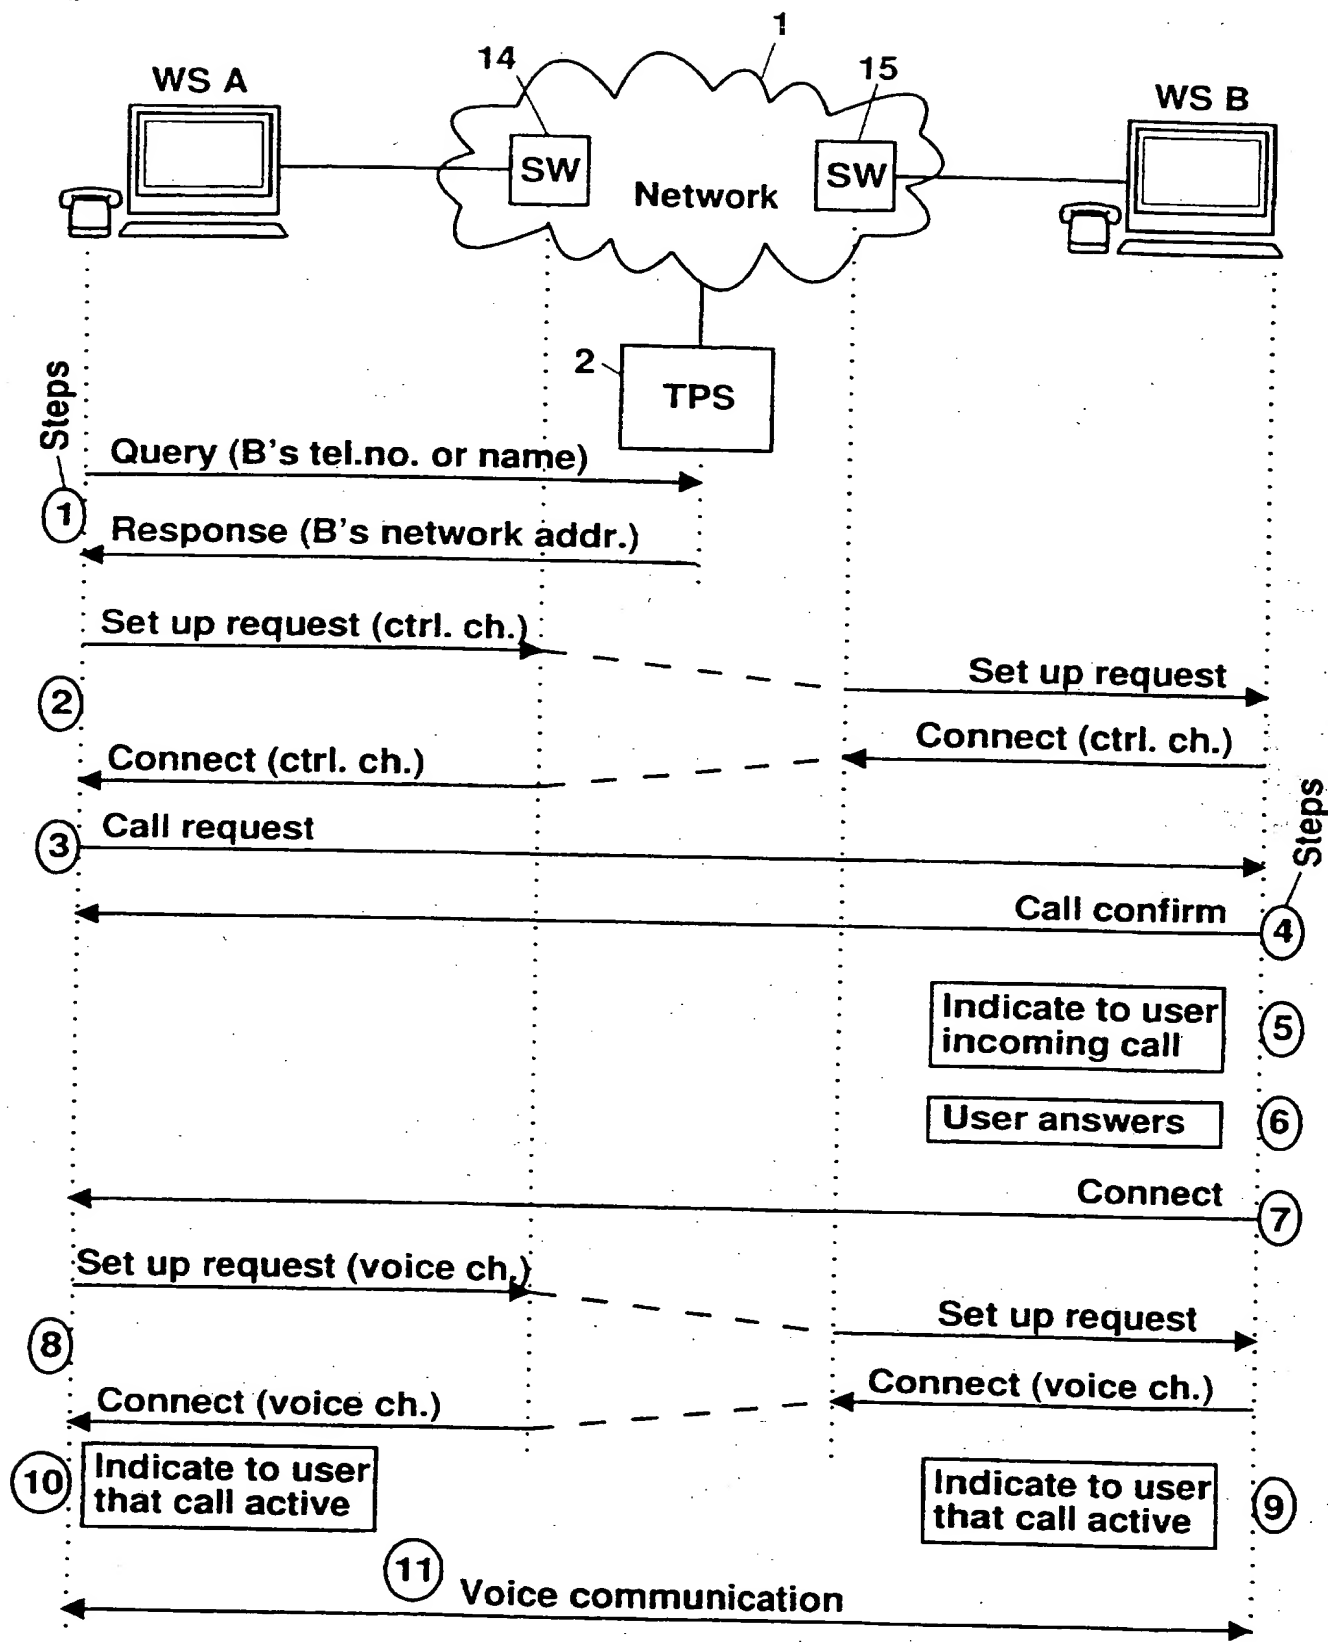 1
14
15
WS A
WS B
SW
SW
Network
2
TPS
Steps
Query (B's tel.no. or name)
1
Response (B's network addr.)
Set up request (ctrl. ch.)
Set up request
2
Connect (ctrl. ch.)
Connect (ctrl. ch.)
Steps
3
Call request
Call confirm
4
Indicate to user
incoming call
5
User answers
6
Connect
7
Set up request (voice ch.)
Set up request
8
Connect (voice ch.)
Connect (voice ch.)
10
Indicate to user
that call active
Indicate to user
that call active
9
11
Voice communication